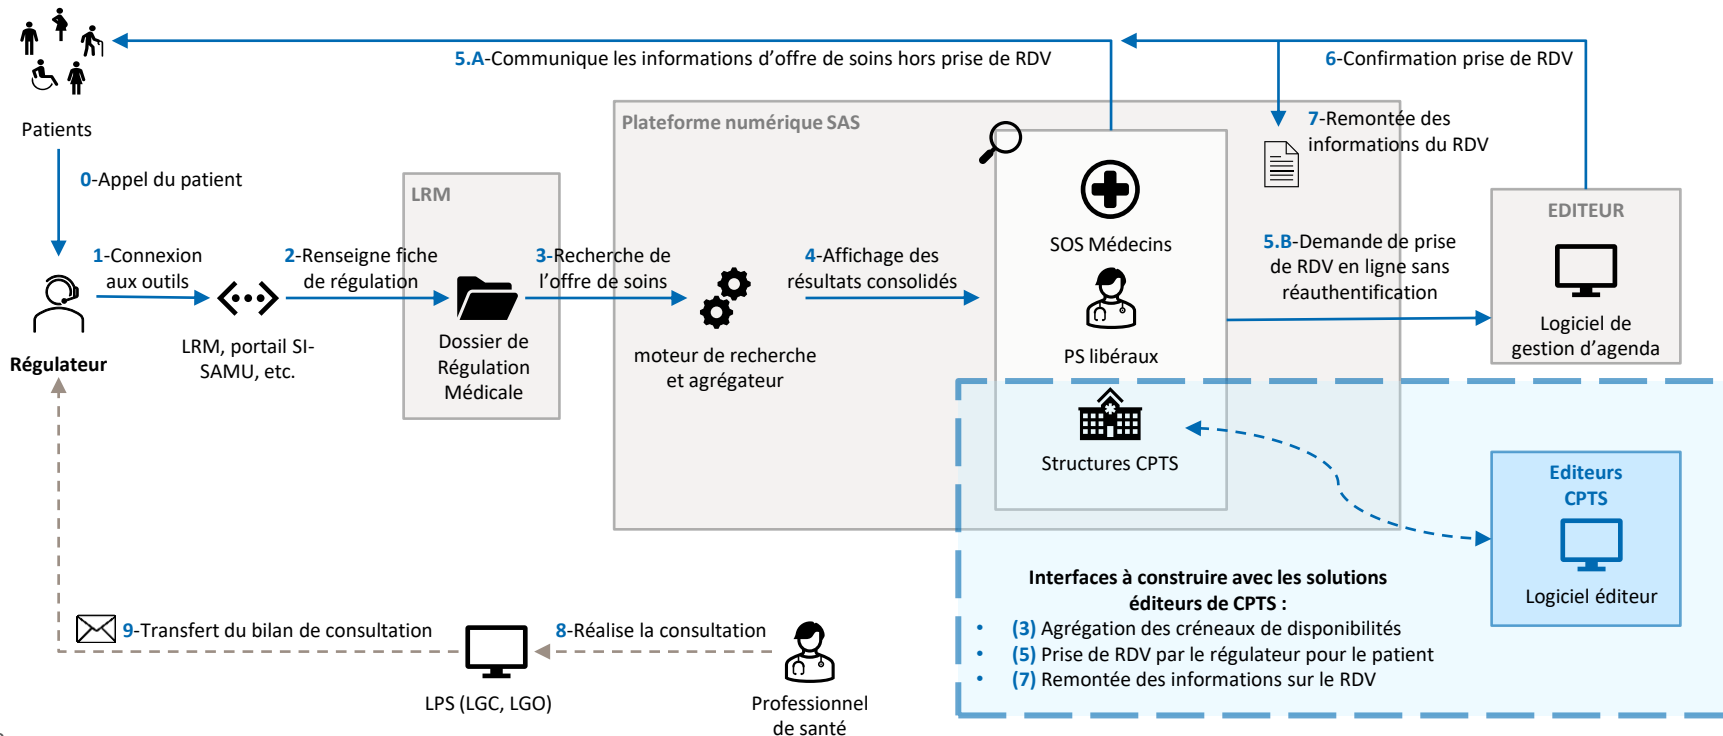 5.A-Communique les informations d'offre de soins hors prise de RDV
6-Confirmation prise de RDV
Patients
Plateforme numérique SAS
7-Remontée des
informations du RDV
0-Appel du patient
LRM
EDITEUR
SOS Médecins
1-Connexion
aux outils
2-Renseigne fiche
de régulation
3-Recherche de
l'offre de soins
4-Affichage des
résultats consolidés
5.B-Demande de prise
de RDV en ligne sans
réauthentification
Régulateur
LRM, portail SI-
SAMU, etc.
Dossier de
Régulation
Médicale
moteur de recherche
et agrégateur
PS libéraux
Logiciel de
gestion d'agenda
Structures CPTS
Editeurs
CPTS
Logiciel éditeur
Interfaces à construire avec les solutions
éditeurs de CPTS :
• (3) Agrégation des créneaux de disponibilités
• (5) Prise de RDV par le régulateur pour le patient
• (7) Remontée des informations sur le RDV
9-Transfert du bilan de consultation
8-Réalise la consultation
LPS (LGC, LGO)
Professionnel
de santé